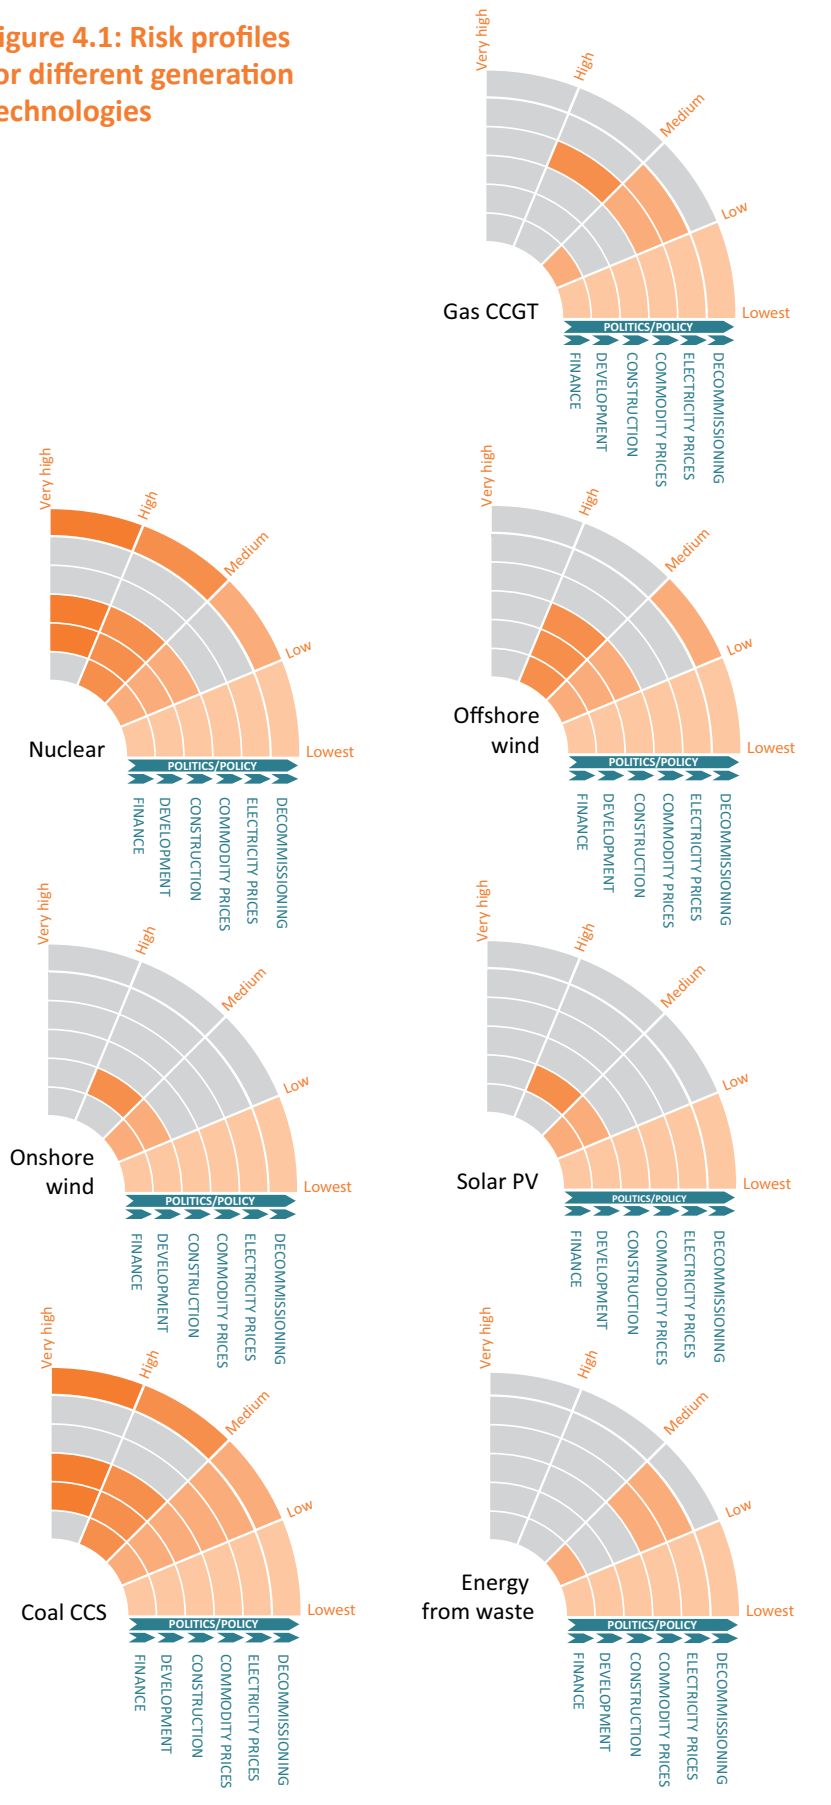 igure 4.1: Risk profiles
or different generation
echnologies
Very high
High
Medium
Low
Lowest
Gas CCGT
POLITICS/POLICY
FINANCE
DEVELOPMENT
CONSTRUCTION
COMMODITY PRICES
ELECTRICITY PRICES
DECOMMISSIONING
Very high
High
Medium
Low
Lowest
Nuclear
POLITICS/POLICY
FINANCE
DEVELOPMENT
CONSTRUCTION
COMMODITY PRICES
ELECTRICITY PRICES
DECOMMISSIONING
Very high
High
Medium
Low
Lowest
Offshore
wind
POLITICS/POLICY
FINANCE
DEVELOPMENT
CONSTRUCTION
COMMODITY PRICES
ELECTRICITY PRICES
DECOMMISSIONING
Very high
High
Medium
Low
Lowest
Onshore
wind
POLITICS/POLICY
FINANCE
DEVELOPMENT
CONSTRUCTION
COMMODITY PRICES
ELECTRICITY PRICES
DECOMMISSIONING
Very high
High
Medium
Low
Lowest
Solar PV
POLITICS/POLICY
FINANCE
DEVELOPMENT
CONSTRUCTION
COMMODITY PRICES
ELECTRICITY PRICES
DECOMMISSIONING
Very high
High
Medium
Low
Lowest
Coal CCS
POLITICS/POLICY
FINANCE
DEVELOPMENT
CONSTRUCTION
COMMODITY PRICES
ELECTRICITY PRICES
DECOMMISSIONING
Very high
High
Medium
Low
Lowest
Energy
from waste
POLITICS/POLICY
FINANCE
DEVELOPMENT
CONSTRUCTION
COMMODITY PRICES
ELECTRICITY PRICES
DECOMMISSIONING